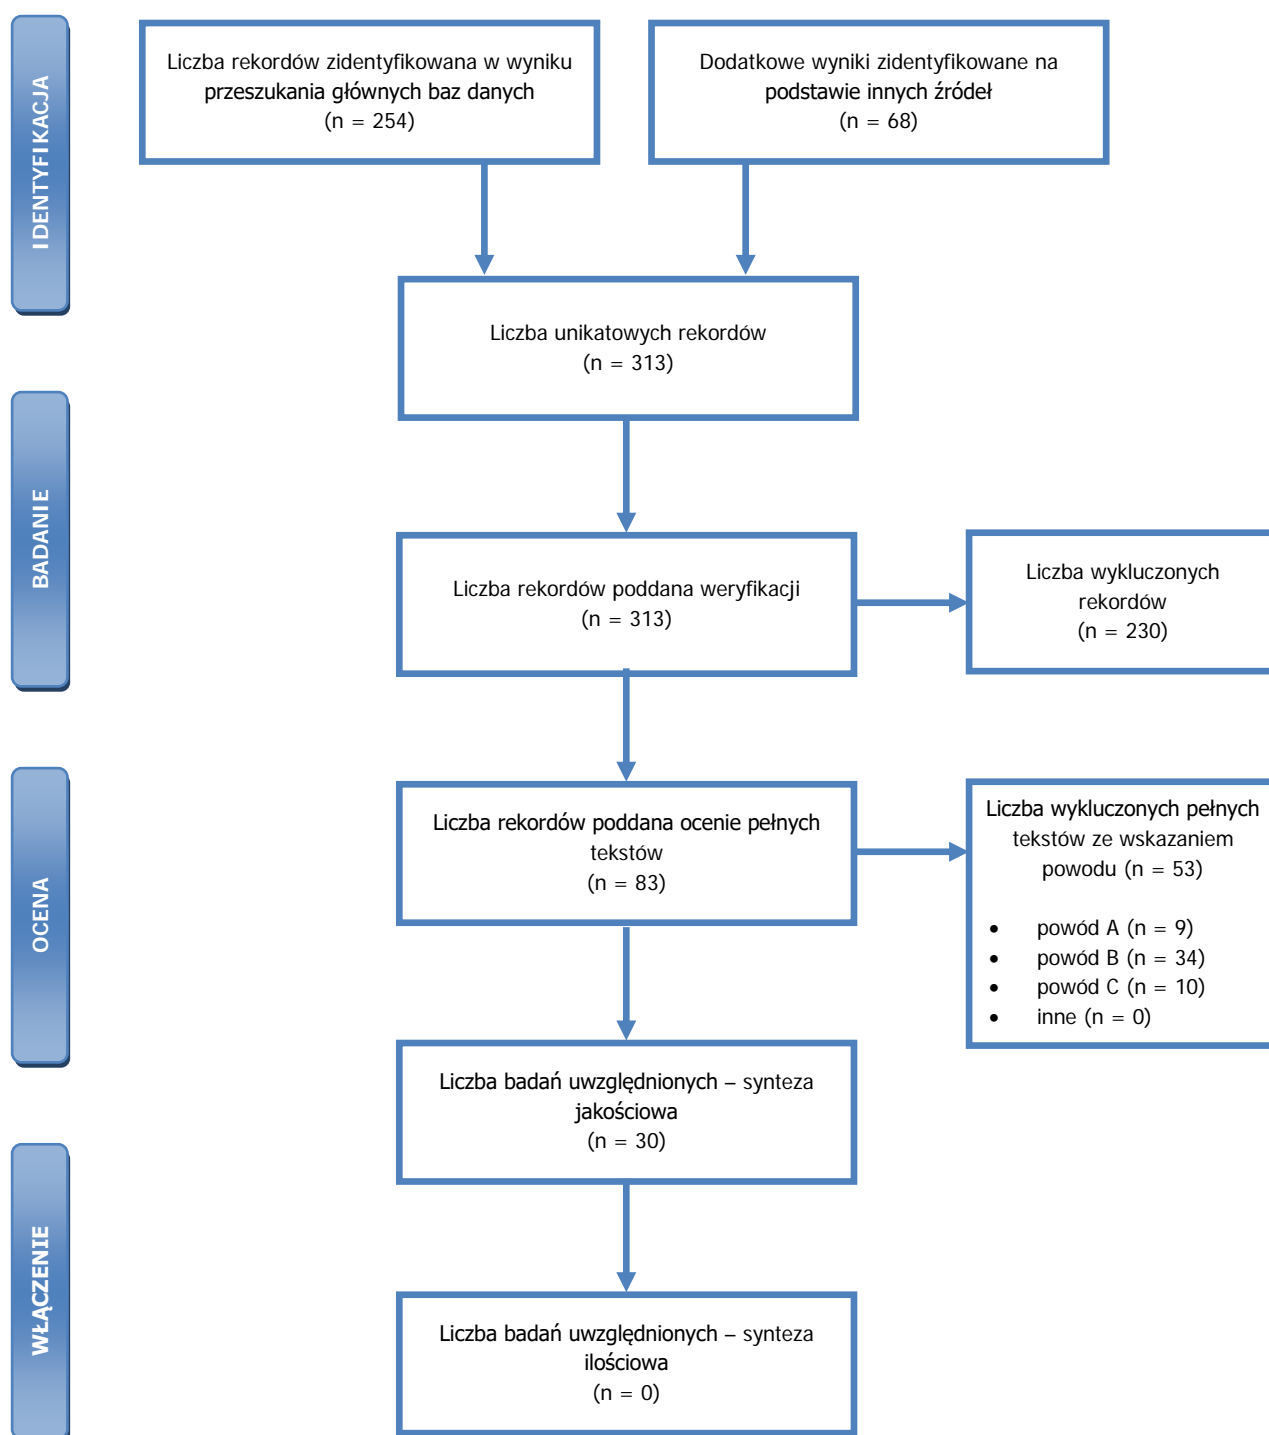 IDENTYFIKACJA
Liczba rekordów zidentyfikowana w wyniku
przeszukania głównych baz danych
(n = 254)
Dodatkowe wyniki zidentyfikowane na
podstawie innych źródeł
(n = 68)
Liczba unikatowych rekordów
(n = 313)
BADANIE
Liczba rekordów poddana weryfikacji
(n = 313)
Liczba wykluczonych
rekordów
(n = 230)
OCENA
Liczba rekordów poddana ocenie pełnych
tekstów
(n = 83)
Liczba wykluczonych pełnych
tekstów ze wskazaniem
powodu (n = 53)
• powód A (n = 9)
• powód B (n = 34)
• powód C (n = 10)
• inne (n = 0)
Liczba badań uwzględnionych – synteza
jakościowa
(n = 30)
WŁĄCZENIE
Liczba badań uwzględnionych – synteza
ilościowa
(n = 0)